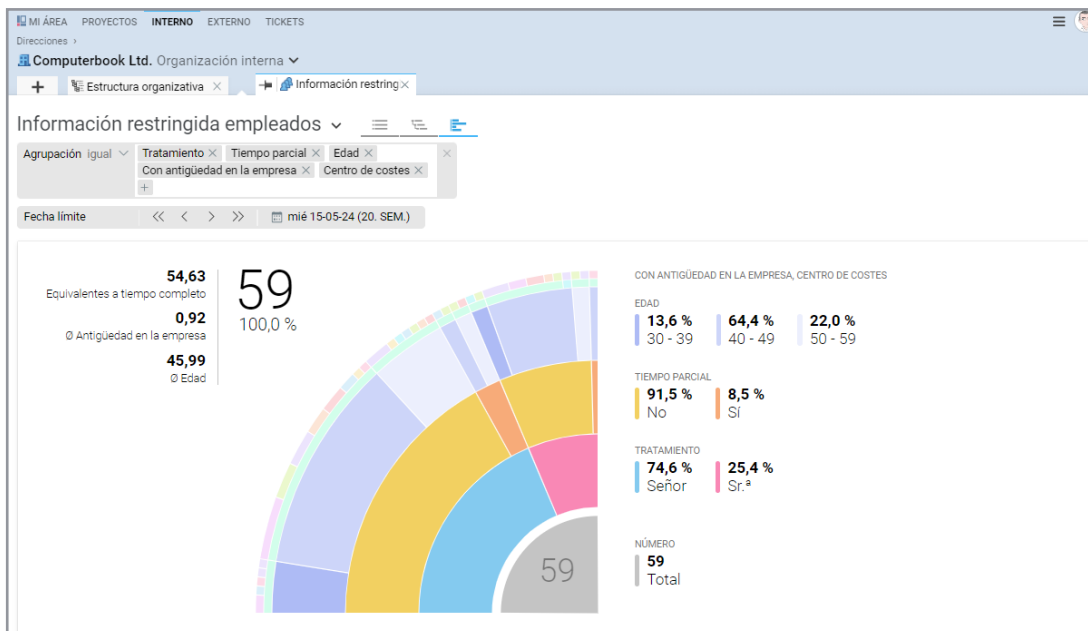 MI ÁREA PROYECTOS INTERNO EXTERNO TICKETS
Direcciones ›
Computerbook Ltd. Organización interna
+ Estructura organizativa × Información restring ×
Información restringida empleados
Agrupación igual Tratamiento × Tiempo parcial × Edad × ×
Con antigüedad en la empresa × Centro de costes ×
+
Fecha límite << < > >> mié 15-05-24 (20. SEM.)
54,63
Equivalentes a tiempo completo
0,92
Ø Antigüedad en la empresa
45,99
Ø Edad
59
100,0 %
59
CON ANTIGÜEDAD EN LA EMPRESA, CENTRO DE COSTES
EDAD
13,6 % 64,4 % 22,0 %
30 - 39 40 - 49 50 - 59
TIEMPO PARCIAL
91,5 % 8,5 %
No Sí
TRATAMIENTO
74,6 % 25,4 %
Señor Sr.ª
NÚMERO
59
Total